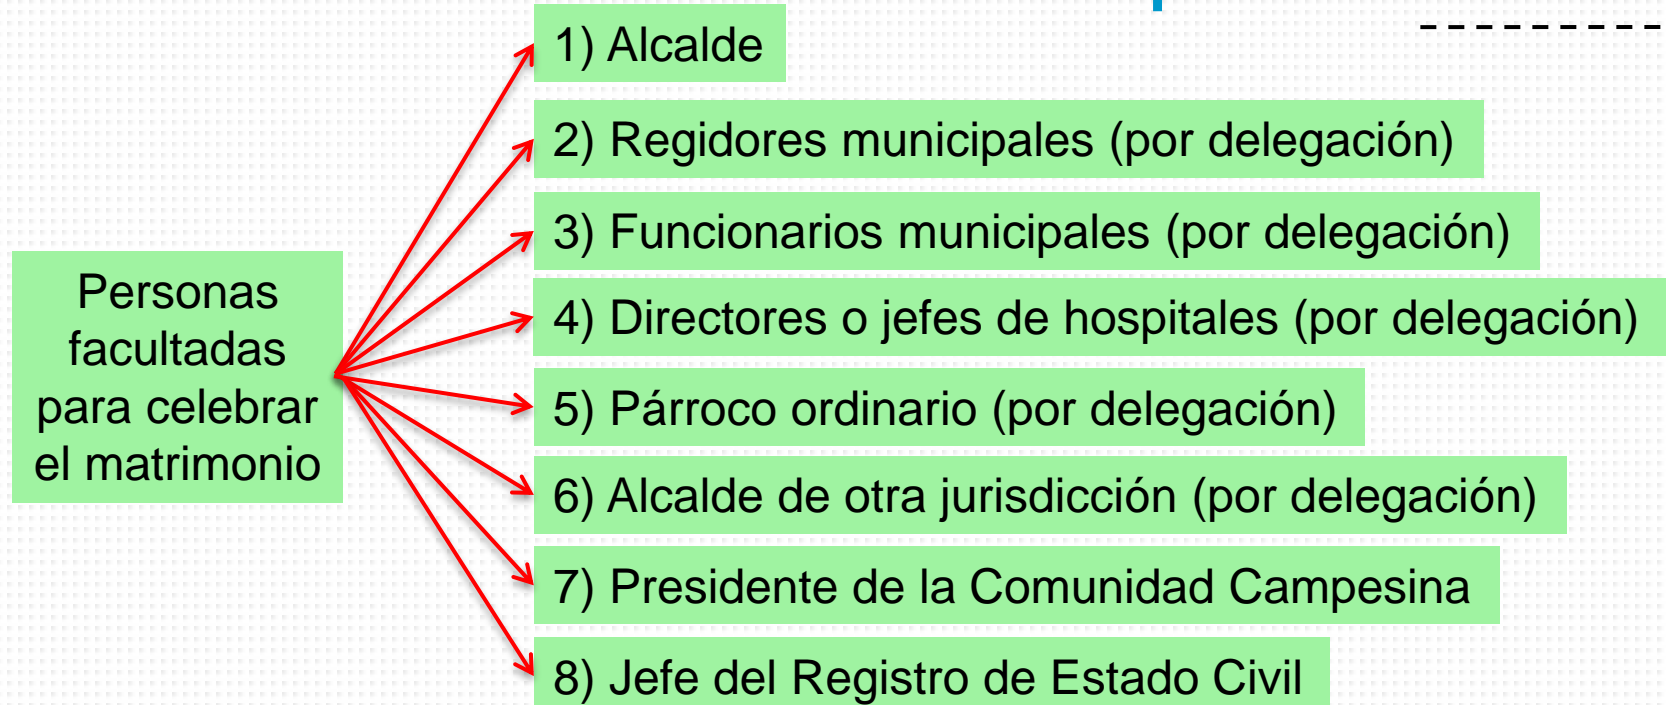 Personas
facultadas
para celebrar
el matrimonio
1) Alcalde
2) Regidores municipales (por delegación)
3) Funcionarios municipales (por delegación)
4) Directores o jefes de hospitales (por delegación)
5) Párroco ordinario (por delegación)
6) Alcalde de otra jurisdicción (por delegación)
7) Presidente de la Comunidad Campesina
8) Jefe del Registro de Estado Civil